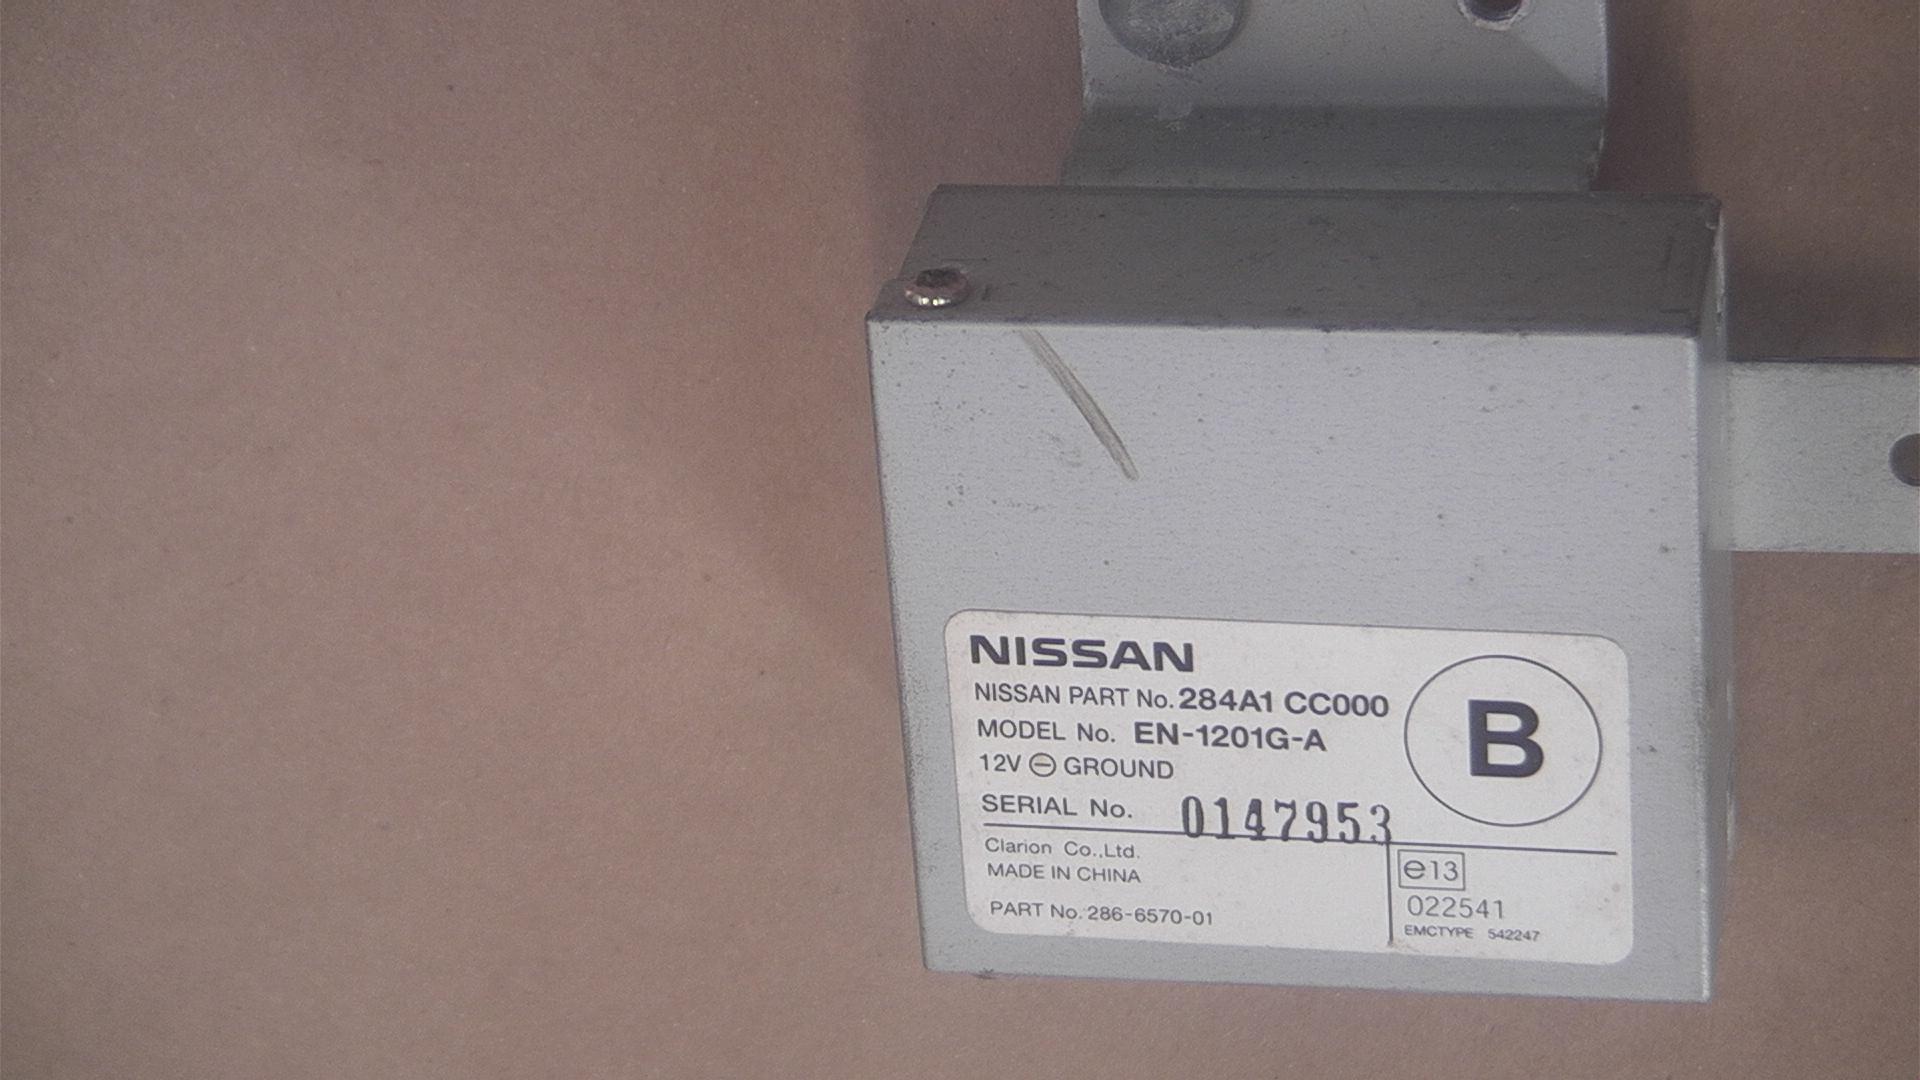 NISSAN
NISSAN PART No. 284A1 CC000
MODEL No. EN-1201G-A
12V ⊖ GROUND
B
SERIAL No. 0147953
Clarion Co.,Ltd.
MADE IN CHINA
PART No. 286-6570-01
e13
022541
EMCTYPE 542247